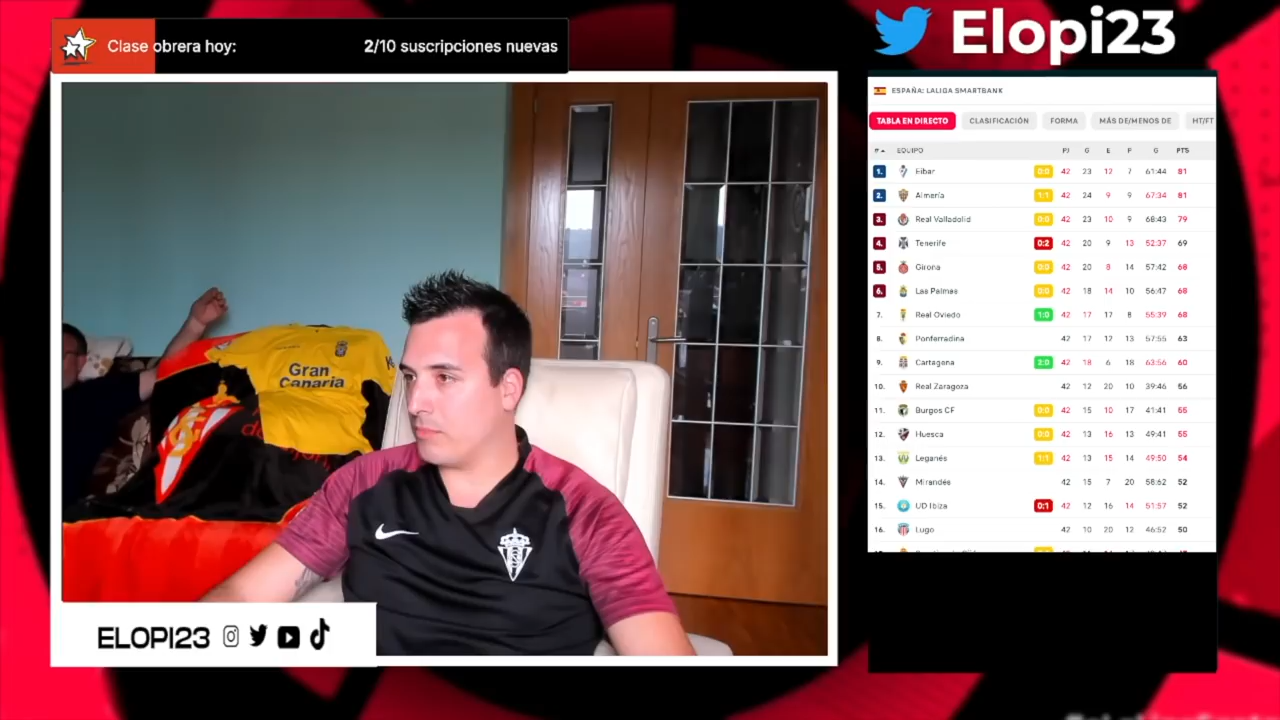 Clase obrera hoy: 2/10 suscripciones nuevas
Elopi23
ESPAÑA: LALIGA SMARTBANK
TABLA EN DIRECTO CLASIFICACIÓN FORMA MÁS DE/MENOS DE HT/FT
# EQUIPO PJ G E P G PTS
1. Eibar 0:0 42 23 12 7 61:44 81
2. Almería 1:1 42 24 9 9 67:34 81
3. Real Valladolid 0:0 42 23 10 9 68:43 79
4. Tenerife 0:2 42 20 9 13 52:37 69
5. Girona 0:0 42 20 8 14 57:42 68
6. Las Palmas 0:0 42 18 14 10 56:47 68
7. Real Oviedo 1:0 42 17 17 8 55:39 68
8. Ponferradina 42 17 12 13 57:55 63
9. Cartagena 2:0 42 18 6 18 63:56 60
10. Real Zaragoza 42 12 20 10 39:46 56
11. Burgos CF 0:0 42 15 10 17 41:41 55
12. Huesca 0:0 42 13 16 13 49:41 55
13. Leganés 1:1 42 13 15 14 49:50 54
14. Mirandés 42 15 7 20 58:62 52
15. UD Ibiza 0:1 42 12 16 14 51:57 52
16. Lugo 42 10 20 12 46:52 50
Gran
Canaria
ELOPI23